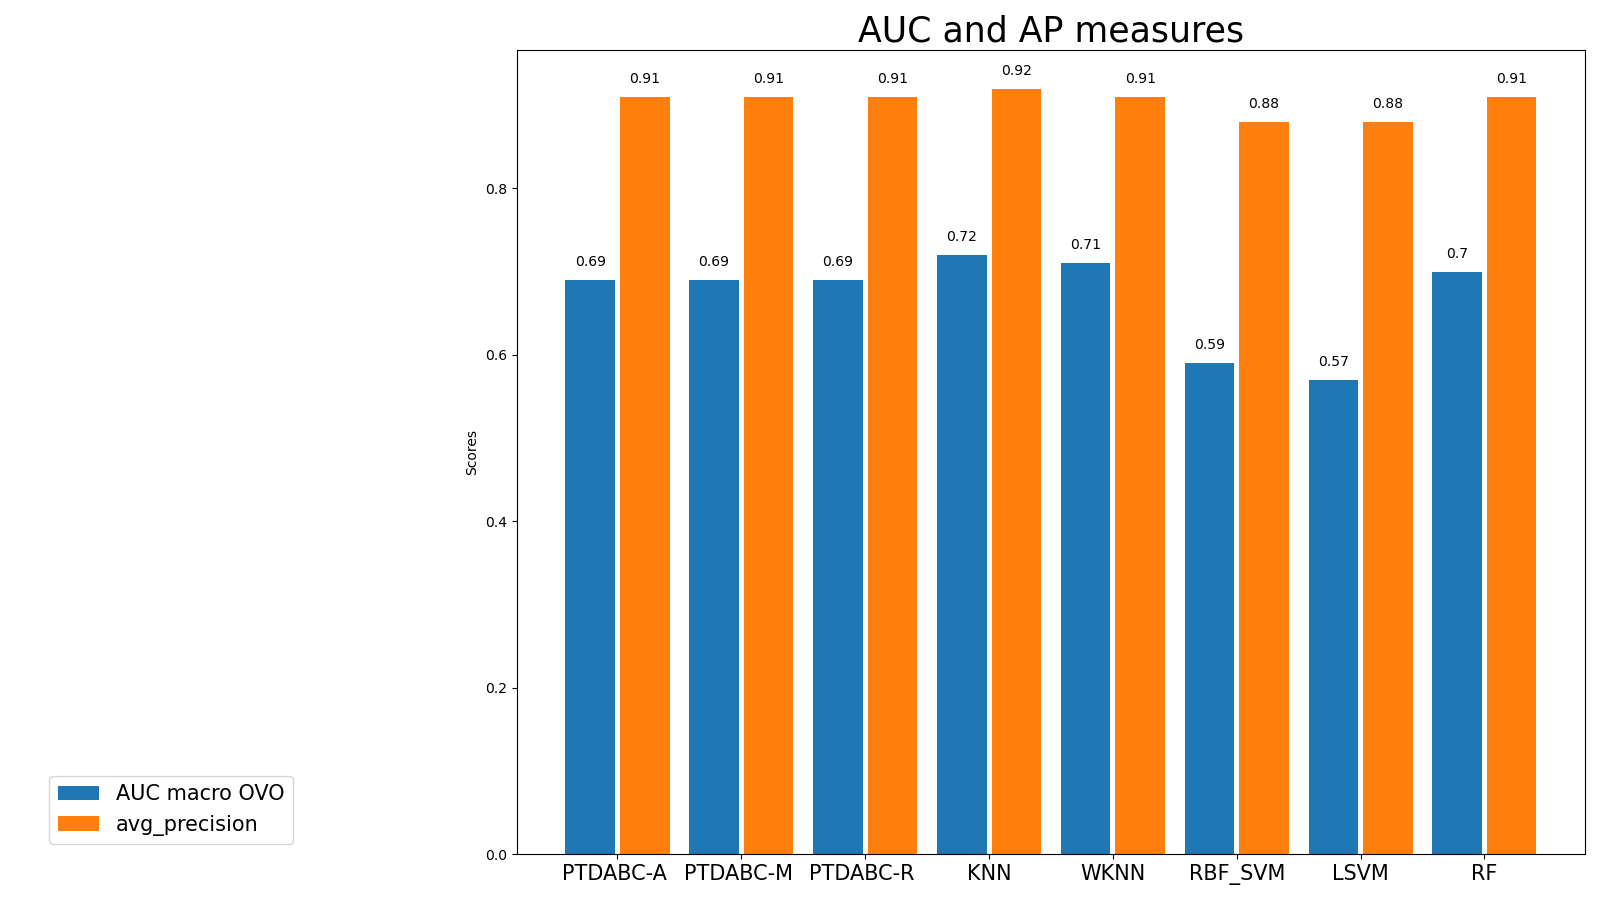 AUC and AP measures
0.91 0.91 0.91 0.92 0.91 0.88 0.88 0.91
0.69 0.69 0.69 0.72 0.71 0.59 0.57 0.7
0.8
0.6
0.4
0.2
0.0
Scores
PTDABC-A PTDABC-M PTDABC-R KNN WKNN RBF_SVM LSVM RF
AUC macro OVO
avg_precision